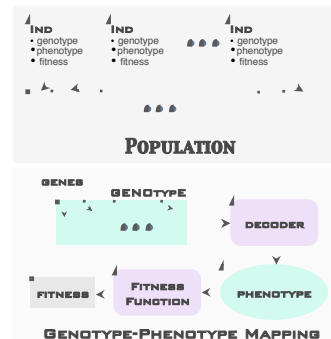 Ind Ind Ind
• genotype • genotype • genotype
•phenotype •phenotype •phenotype
• fitness • fitness • fitness
Population
genes
genotype
decoder
fitness
Fitness
Function
phenotype
Genotype-Phenotype Mapping